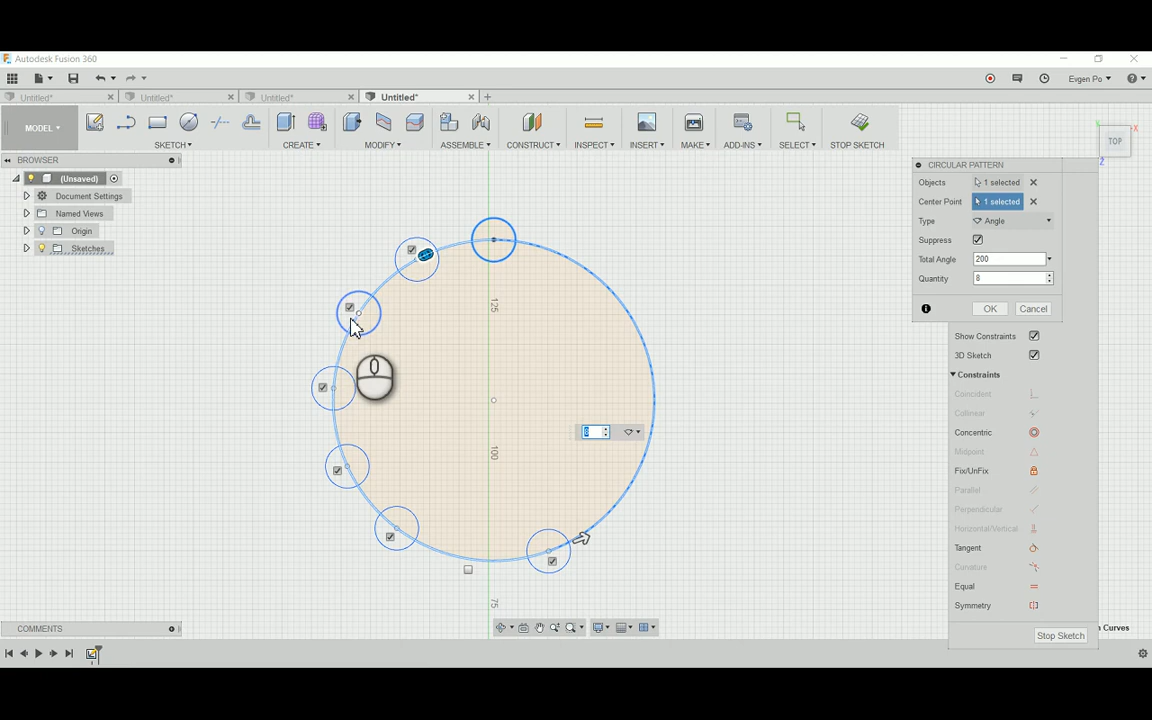 Autodesk Fusion 360
Evgen Po
Untitled*
Untitled*
Untitled*
Untitled*
MODEL
SKETCH
CREATE
MODIFY
ASSEMBLE
CONSTRUCT
INSPECT
INSERT
MAKE
ADD-INS
SELECT
STOP SKETCH
BROWSER
(Unsaved)
Document Settings
Named Views
Origin
Sketches
TOP
X
Y
Z
CIRCULAR PATTERN
Objects 1 selected
Center Point 1 selected
Type Angle
Suppress
Total Angle 200
Quantity 8
OK Cancel
Show Constraints
3D Sketch
Constraints
Coincident
Collinear
Concentric
Midpoint
Fix/UnFix
Parallel
Perpendicular
Horizontal/Vertical
Tangent
Curvature
Equal
Symmetry
Stop Sketch
Curves
125
100
75
8
COMMENTS